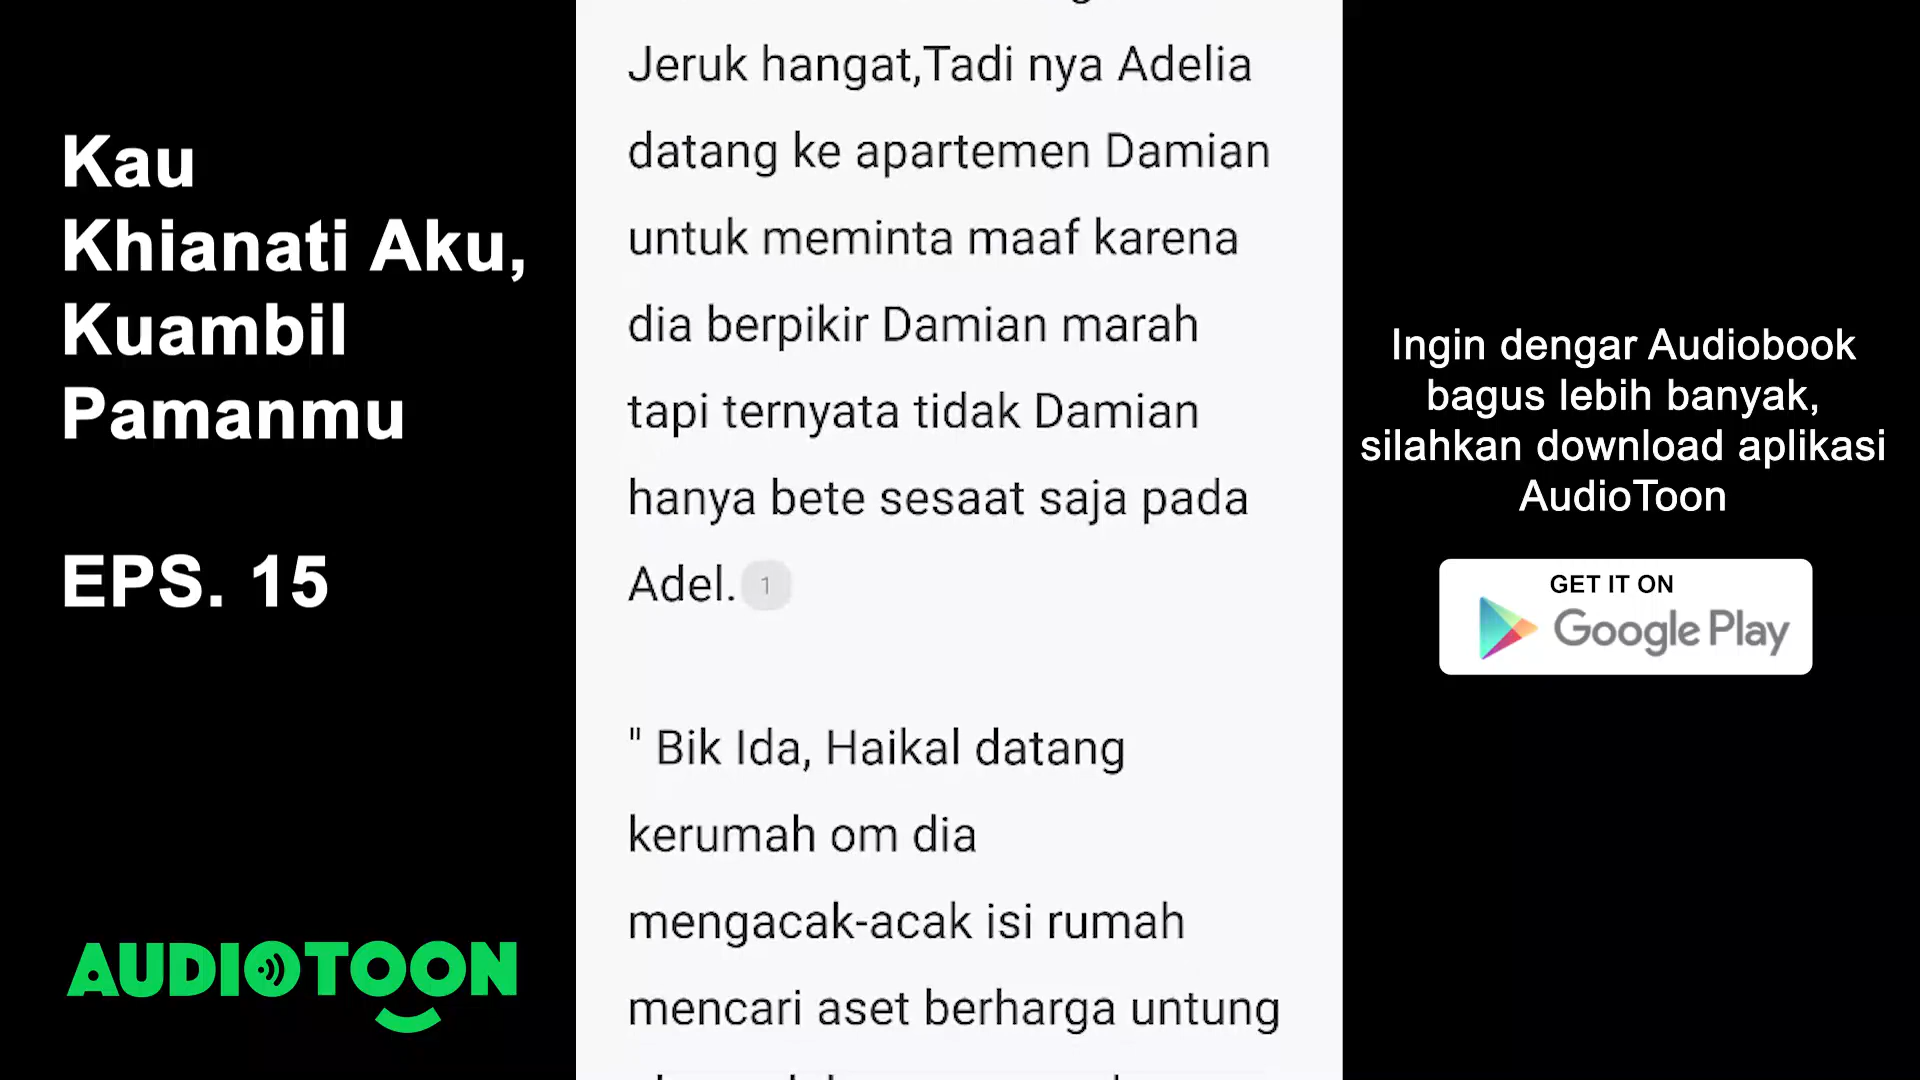 Kau
Khianati Aku,
Kuambil
Pamanmu
EPS. 15
AUDIOTOON
Jeruk hangat,Tadi nya Adelia
datang ke apartemen Damian
untuk meminta maaf karena
dia berpikir Damian marah
tapi ternyata tidak Damian
hanya bete sesaat saja pada
Adel. 1
" Bik Ida, Haikal datang
kerumah om dia
mengacak-acak isi rumah
mencari aset berharga untung
Ingin dengar Audiobook
bagus lebih banyak,
silahkan download aplikasi
AudioToon
GET IT ON
Google Play